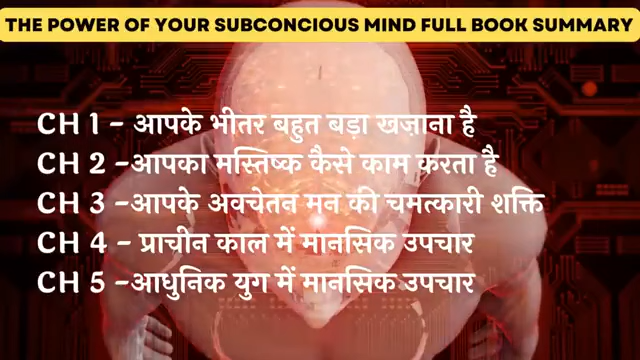 THE POWER OF YOUR SUBCONCIOUS MIND FULL BOOK SUMMARY
CH 1 - आपके भीतर बहुत बड़ा खज़ाना है
CH 2 -आपका मस्तिष्क कैसे काम करता है
CH 3 -आपके अवचेतन मन की चमत्कारी शक्ति
CH 4 - प्राचीन काल में मानसिक उपचार
CH 5 -आधुनिक युग में मानसिक उपचार